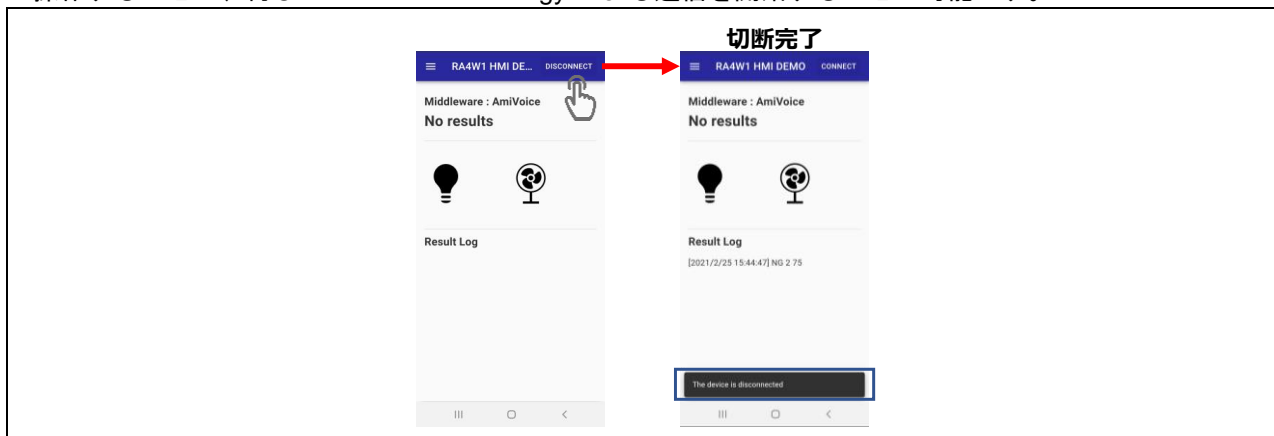 切断完了
RA4W1 HMI DE... DISCONNECT
Middleware : AmiVoice
No results
Result Log
RA4W1 HMI DEMO CONNECT
Middleware : AmiVoice
No results
Result Log
[2021/2/25 15:44:47] NG 2 75
The device is disconnected